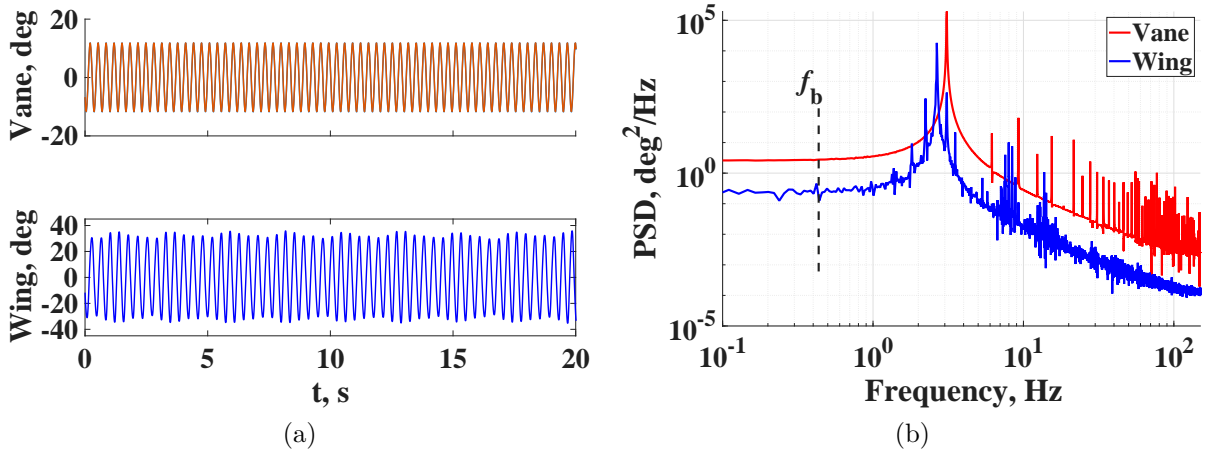 20
0
-20
Vane, deg
40
20
0
-20
-40
Wing, deg
0 5 10 15 20
t, s
(a)
10^5
10^0
10^-5
PSD, deg^2/Hz
f_b
Vane
Wing
10^-1 10^0 10^1 10^2
Frequency, Hz
(b)